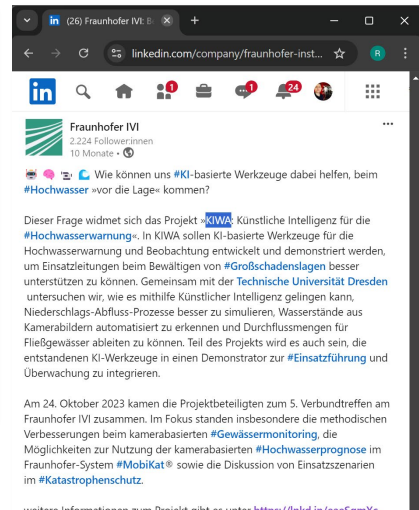 (26) Fraunhofer IVI: B
linkedin.com/company/fraunhofer-inst...
R
in
1
1
24
Fraunhofer IVI
2.224 Follower:innen
10 Monate •
Wie können uns #KI-basierte Werkzeuge dabei helfen, beim
#Hochwasser »vor die Lage« kommen?
Dieser Frage widmet sich das Projekt »KIWA: Künstliche Intelligenz für die
#Hochwasserwarnung«. In KIWA sollen KI-basierte Werkzeuge für die
Hochwasserwarnung und Beobachtung entwickelt und demonstriert werden,
um Einsatzleitungen beim Bewältigen von #Großschadenslagen besser
unterstützen zu können. Gemeinsam mit der Technische Universität Dresden
untersuchen wir, wie es mithilfe Künstlicher Intelligenz gelingen kann,
Niederschlags-Abfluss-Prozesse besser zu simulieren, Wasserstände aus
Kamerabildern automatisiert zu erkennen und Durchflussmengen für
Fließgewässer ableiten zu können. Teil des Projekts wird es auch sein, die
entstandenen KI-Werkzeuge in einen Demonstrator zur #Einsatzführung und
Überwachung zu integrieren.
Am 24. Oktober 2023 kamen die Projektbeteiligten zum 5. Verbundtreffen am
Fraunhofer IVI zusammen. Im Fokus standen insbesondere die methodischen
Verbesserungen beim kamerabasierten #Gewässermonitoring, die
Möglichkeiten zur Nutzung der kamerabasierten #Hochwasserprognose im
Fraunhofer-System #MobiKat® sowie die Diskussion von Einsatzszenarien
im #Katastrophenschutz.
weitere Informationen zum Projekt gibt es unter